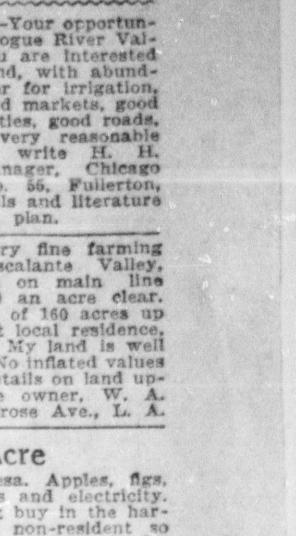 -Your opportun-
ogue River Val-
u are interested
nd, with abund-
r for irrigation,
d markets, good
ties, good roads,
very reasonable
write H. H.
nager, Chicago
o. 55, Fullerton,
ls and literature
plan.
ry fine farming
scalante Valley,
on main line
an acre clear.
of 160 acres up
t local residence.
My land is well
No inflated values
etails on land up-
e owner, W. A.
rose Ave., L. A.
Acre
esa. Apples, figs,
s and electricity.
t buy in the har-
non-resident so